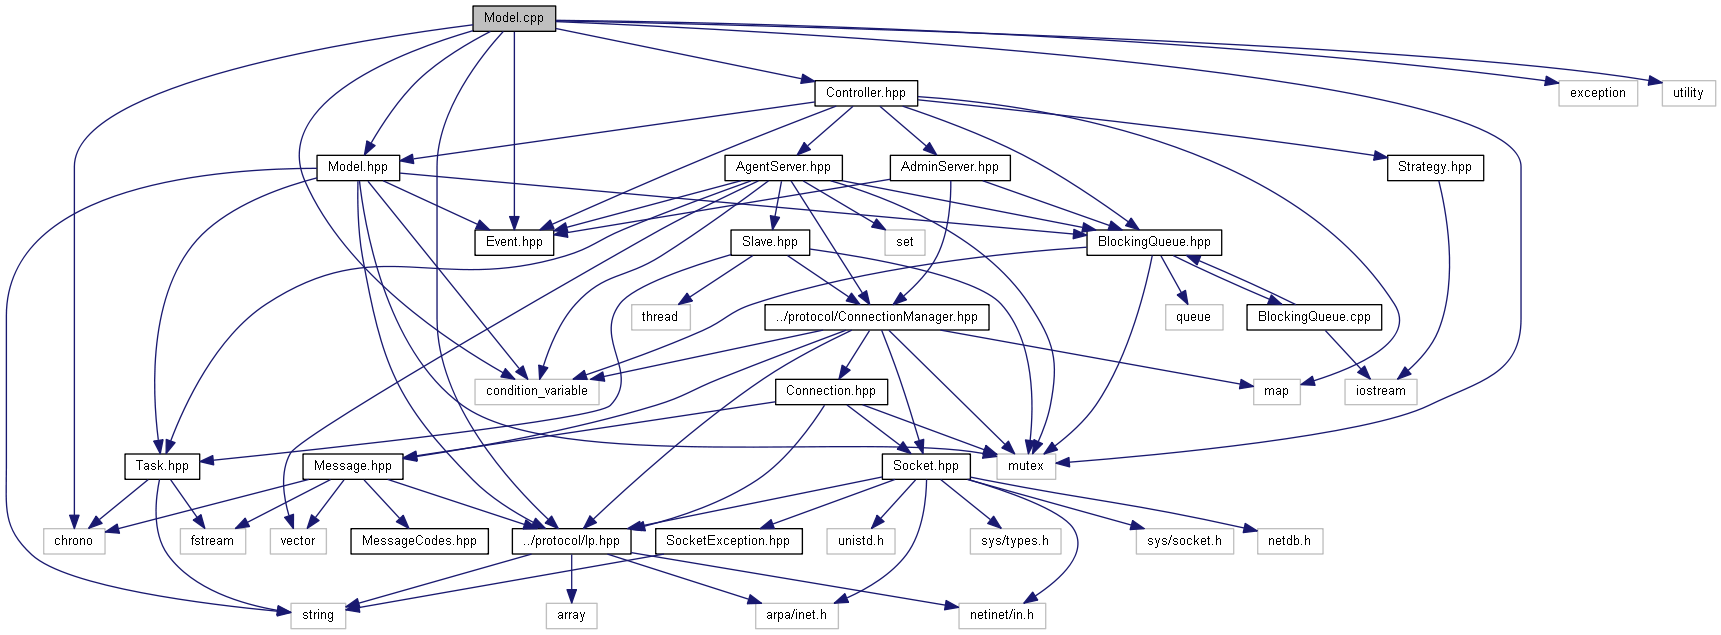 Model.cpp
Controller.hpp
exception
utility
Model.hpp
AgentServer.hpp
AdminServer.hpp
Strategy.hpp
Event.hpp
Slave.hpp
set
BlockingQueue.hpp
thread
../protocol/ConnectionManager.hpp
queue
BlockingQueue.cpp
condition_variable
Connection.hpp
map
iostream
Task.hpp
Message.hpp
Socket.hpp
mutex
chrono
fstream
vector
MessageCodes.hpp
../protocol/Ip.hpp
SocketException.hpp
unistd.h
sys/types.h
sys/socket.h
netdb.h
string
array
arpa/inet.h
netinet/in.h